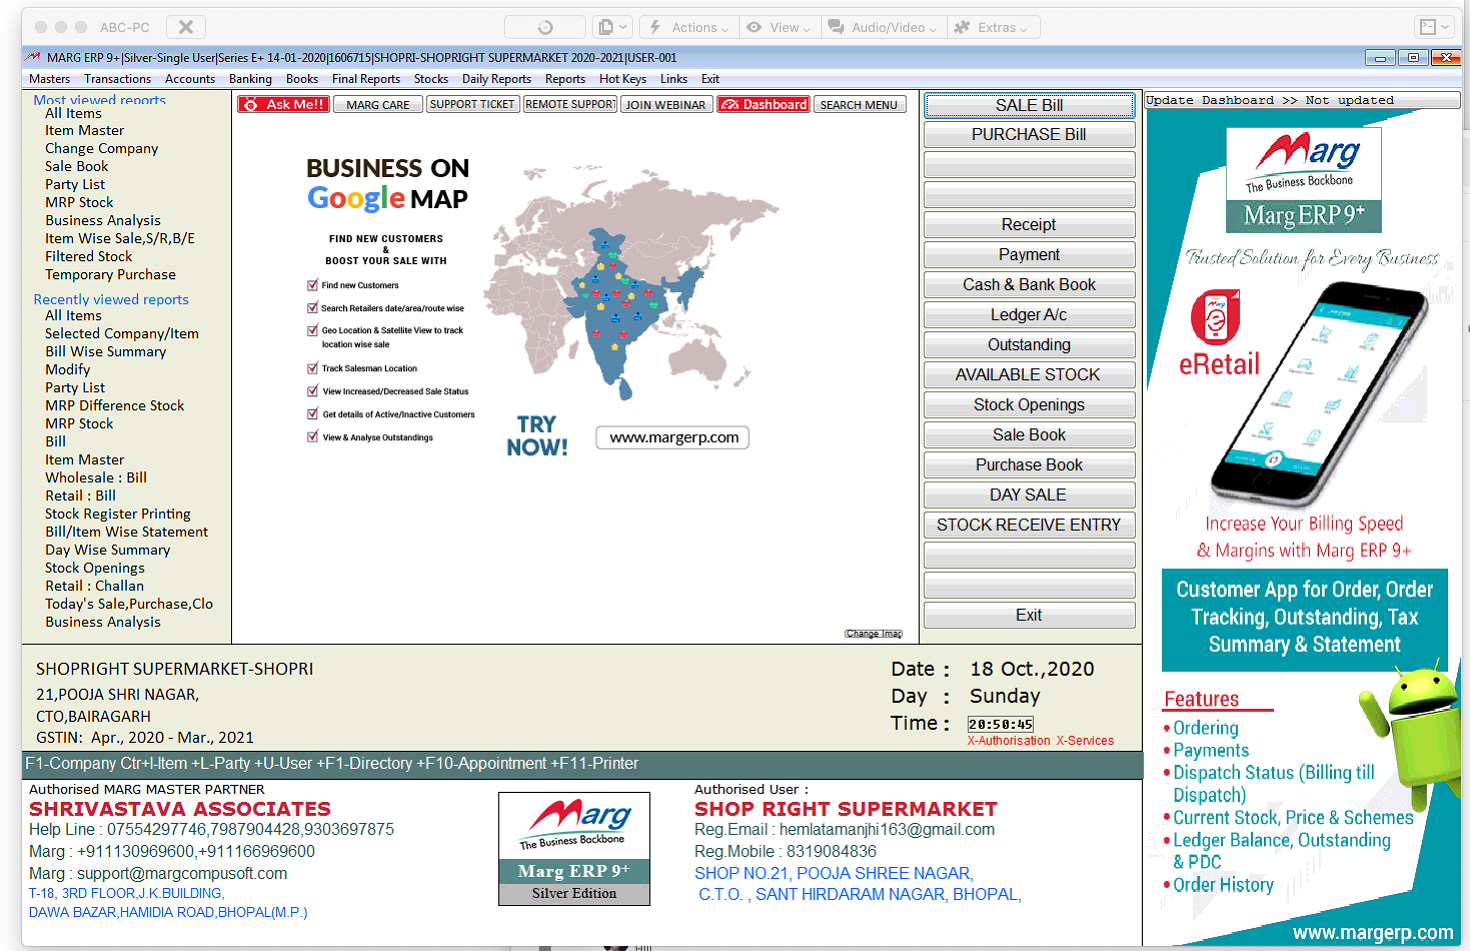 ABC-PC
Actions
View
Audio/Video
Extras
MARG ERP 9+|Silver-Single User|Series E+ 14-01-2020|1606715|SHOPRI-SHOPRIGHT SUPERMARKET 2020-2021|USER-001
Masters Transactions Accounts Banking Books Final Reports Stocks Daily Reports Reports Hot Keys Links Exit
Most viewed reports
All Items
Item Master
Change Company
Sale Book
Party List
MRP Stock
Business Analysis
Item Wise Sale,S/R,B/E
Filtered Stock
Temporary Purchase
Recently viewed reports
All Items
Selected Company/Item
Bill Wise Summary
Modify
Party List
MRP Difference Stock
MRP Stock
Bill
Item Master
Wholesale : Bill
Retail : Bill
Stock Register Printing
Bill/Item Wise Statement
Day Wise Summary
Stock Openings
Retail : Challan
Today's Sale,Purchase,Clo
Business Analysis
Ask Me!! MARG CARE SUPPORT TICKET REMOTE SUPPORT JOIN WEBINAR Dashboard SEARCH MENU
BUSINESS ON
Google MAP
FIND NEW CUSTOMERS
&
BOOST YOUR SALE WITH
Find new Customers
Search Retailers date/area/route wise
Geo Location & Satellite View to track
location wise sale
Track Salesman Location
View Increased/Decreased Sale Status
Get details of Active/Inactive Customers
View & Analyse Outstandings
TRY
NOW!
www.margerp.com
Change Imag
SALE Bill
PURCHASE Bill
Receipt
Payment
Cash & Bank Book
Ledger A/c
Outstanding
AVAILABLE STOCK
Stock Openings
Sale Book
Purchase Book
DAY SALE
STOCK RECEIVE ENTRY
Exit
Update Dashboard >> Not updated
Marg
The Business Backbone
Marg ERP 9+
Trusted Solution for Every Business
eRetail
Increase Your Billing Speed
& Margins with Marg ERP 9+
Customer App for Order, Order
Tracking, Outstanding, Tax
Summary & Statement
Features
• Ordering
• Payments
• Dispatch Status (Billing till
Dispatch)
• Current Stock, Price & Schemes
• Ledger Balance, Outstanding
& PDC
• Order History
www.margerp.com
SHOPRIGHT SUPERMARKET-SHOPRI
21,POOJA SHRI NAGAR,
CTO,BAIRAGARH
GSTIN: Apr., 2020 - Mar., 2021
Date : 18 Oct.,2020
Day : Sunday
Time : 20:50:45
X-Authorisation X-Services
F1-Company Ctr+I-Item +L-Party +U-User +F1-Directory +F10-Appointment +F11-Printer
Authorised MARG MASTER PARTNER
SHRIVASTAVA ASSOCIATES
Help Line : 07554297746,7987904428,9303697875
Marg : +911130969600,+911166969600
Marg : support@margcompusoft.com
T-18, 3RD FLOOR,J.K.BUILDING,
DAWA BAZAR,HAMIDIA ROAD,BHOPAL(M.P.)
Marg
The Business Backbone
Marg ERP 9+
Silver Edition
Authorised User :
SHOP RIGHT SUPERMARKET
Reg.Email : hemlatamanjhi163@gmail.com
Reg.Mobile : 8319084836
SHOP NO.21, POOJA SHREE NAGAR,
C.T.O. , SANT HIRDARAM NAGAR, BHOPAL,